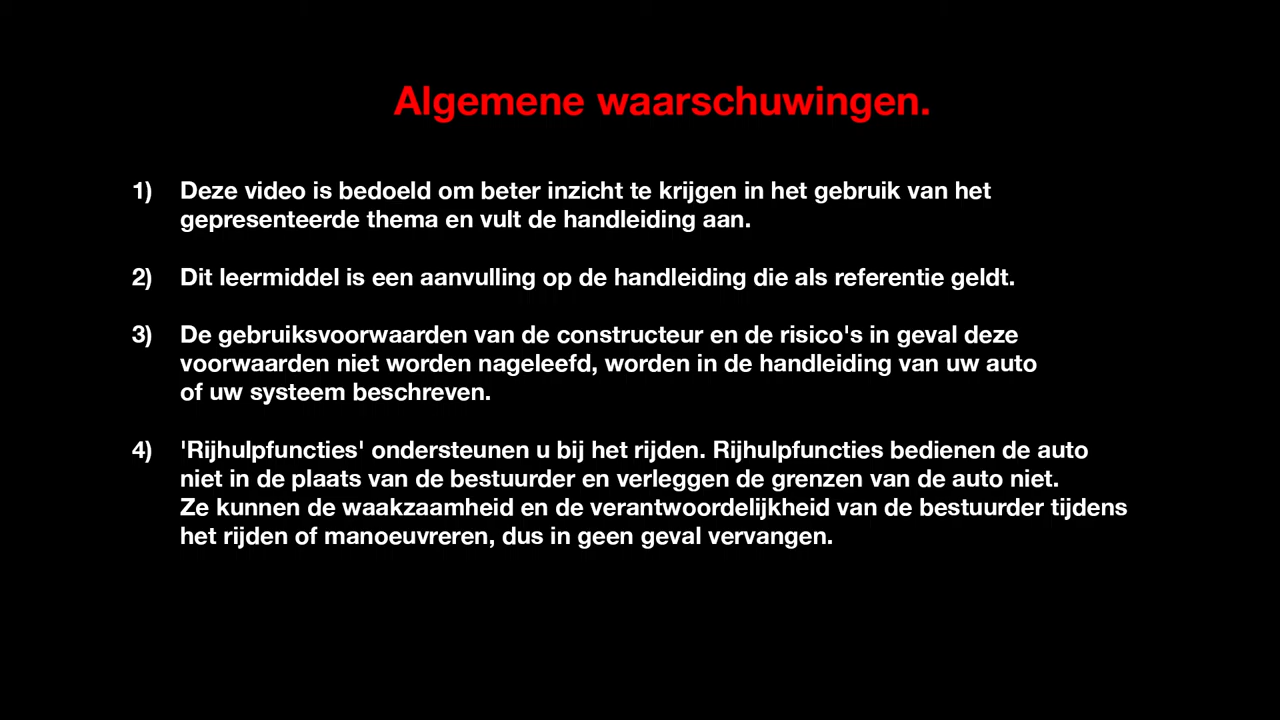 Algemene waarschuwingen.
1) Deze video is bedoeld om beter inzicht te krijgen in het gebruik van het
gepresenteerde thema en vult de handleiding aan.
2) Dit leermiddel is een aanvulling op de handleiding die als referentie geldt.
3) De gebruiksvoorwaarden van de constructeur en de risico's in geval deze
voorwaarden niet worden nageleefd, worden in de handleiding van uw auto
of uw systeem beschreven.
4) 'Rijhulpfuncties' ondersteunen u bij het rijden. Rijhulpfuncties bedienen de auto
niet in de plaats van de bestuurder en verleggen de grenzen van de auto niet.
Ze kunnen de waakzaamheid en de verantwoordelijkheid van de bestuurder tijdens
het rijden of manoeuvreren, dus in geen geval vervangen.